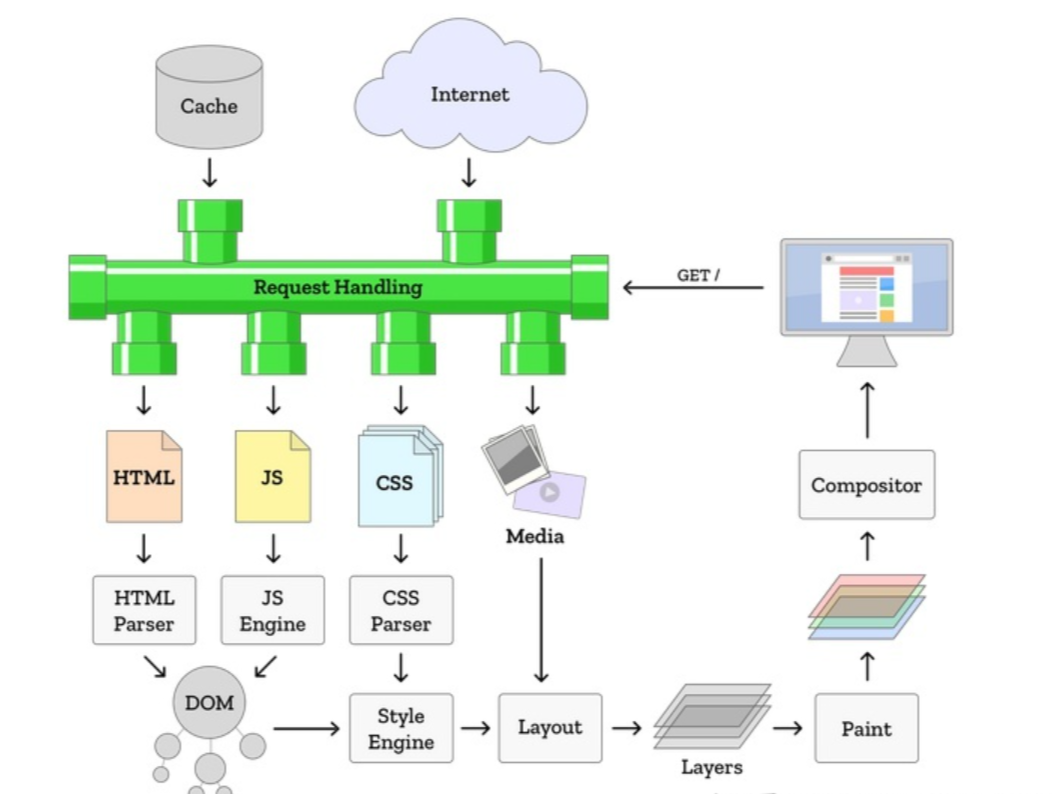 Cache
Internet
Request Handling
GET /
HTML
JS
CSS
Media
Compositor
HTML
Parser
JS
Engine
CSS
Parser
DOM
Style
Engine
Layout
Layers
Paint